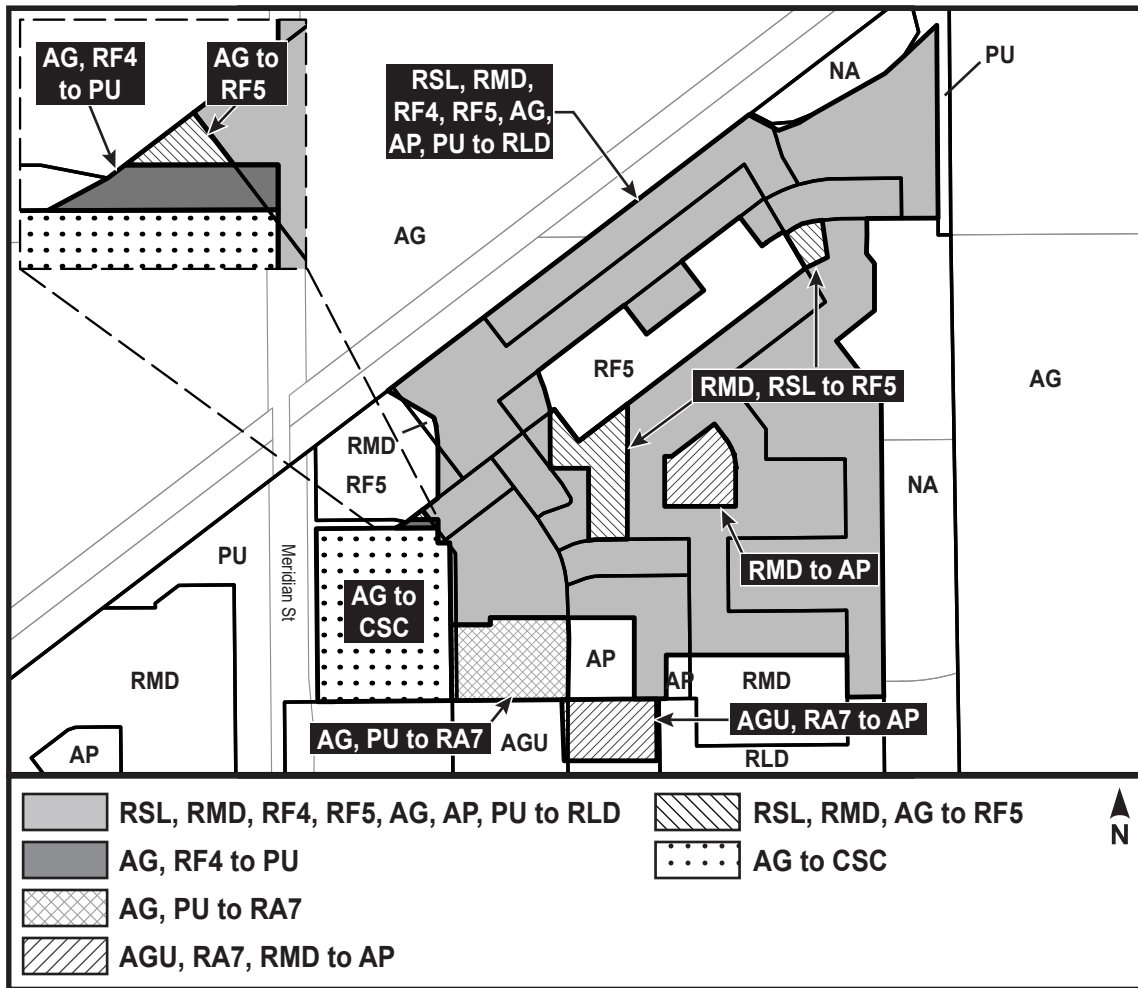 AG, RF4
to PU
AG to
RF5
RSL, RMD,
RF4, RF5, AG,
AP, PU to RLD
NA
PU
AG
RF5
RMD, RSL to RF5
AG
RMD
RF5
NA
PU
Meridian St
RMD to AP
AG to
CSC
RMD
AP
AP
RMD
AP
AG, PU to RA7
AGU
AGU, RA7 to AP
RLD
RSL, RMD, RF4, RF5, AG, AP, PU to RLD
AG, RF4 to PU
AG, PU to RA7
AGU, RA7, RMD to AP
RSL, RMD, AG to RF5
AG to CSC
N